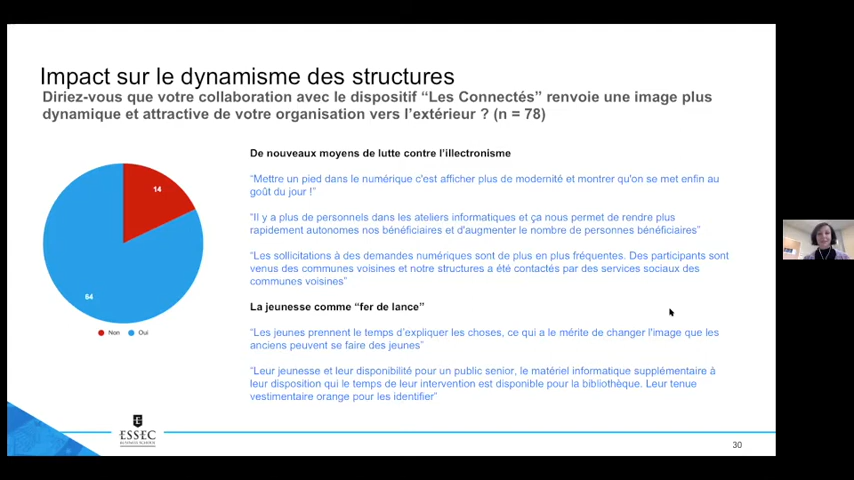 Impact sur le dynamisme des structures
Diriez-vous que votre collaboration avec le dispositif “Les Connectés” renvoie une image plus
dynamique et attractive de votre organisation vers l’extérieur ? (n = 78)
De nouveaux moyens de lutte contre l’illectronisme
“Mettre un pied dans le numérique c'est afficher plus de modernité et montrer qu'on se met enfin au
goût du jour !”
“Il y a plus de personnels dans les ateliers informatiques et ça nous permet de rendre plus
rapidement autonomes nos bénéficiaires et d'augmenter le nombre de personnes bénéficiaires”
“Les sollicitations à des demandes numériques sont de plus en plus fréquentes. Des participants sont
venus des communes voisines et notre structures a été contactés par des services sociaux des
communes voisines”
La jeunesse comme “fer de lance”
“Les jeunes prennent le temps d’expliquer les choses, ce qui a le mérite de changer l'image que les
anciens peuvent se faire des jeunes”
“Leur jeunesse et leur disponibilité pour un public senior, le matériel informatique supplémentaire à
leur disposition qui le temps de leur intervention est disponible pour la bibliothèque. Leur tenue
vestimentaire orange pour les identifier”
14
64
Non Oui
ESSEC
BUSINESS SCHOOL
30